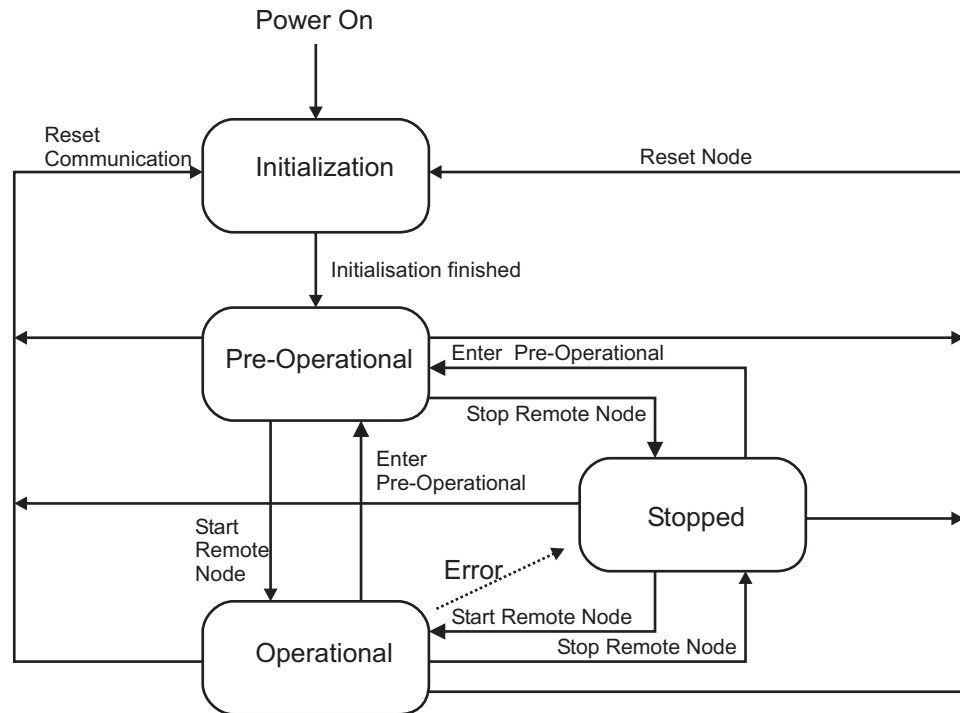 Power On
Reset
Communication
Initialization
Reset Node
Initialisation finished
Pre-Operational
Enter Pre-Operational
Stop Remote Node
Enter
Pre-Operational
Stopped
Start
Remote
Node
Error
Start Remote Node
Operational
Stop Remote Node